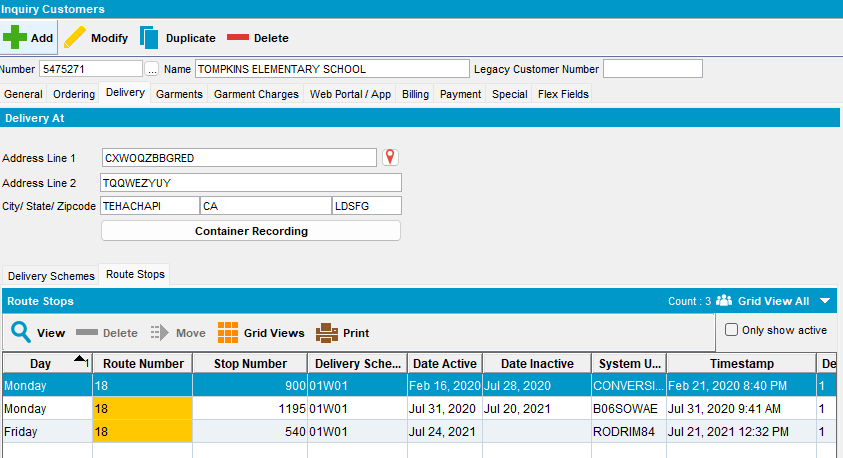 Inquiry Customers
Add Modify Duplicate Delete
Number 5475271 ... Name TOMPKINS ELEMENTARY SCHOOL Legacy Customer Number
General Ordering Delivery Garments Garment Charges Web Portal / App Billing Payment Special Flex Fields
Delivery At
Address Line 1 CXWOQZBBGRED
Address Line 2 TQQWEZYUY
City/ State/ Zipcode TEHACHAPI CA LDSFG
Container Recording
Delivery Schemes Route Stops
Route Stops Count : 3 Grid View All
View Delete Move Grid Views Print Only show active
Day 1 Route Number Stop Number Delivery Sche... Date Active Date Inactive System U... Timestamp De
Monday 18 900 01W01 Feb 16, 2020 Jul 28, 2020 CONVERSI... Feb 21, 2020 8:40 PM 1
Monday 18 1195 01W01 Jul 31, 2020 Jul 20, 2021 B06SOWAE Jul 31, 2020 9:41 AM 1
Friday 18 540 01W01 Jul 24, 2021 RODRIM84 Jul 21, 2021 12:32 PM 1